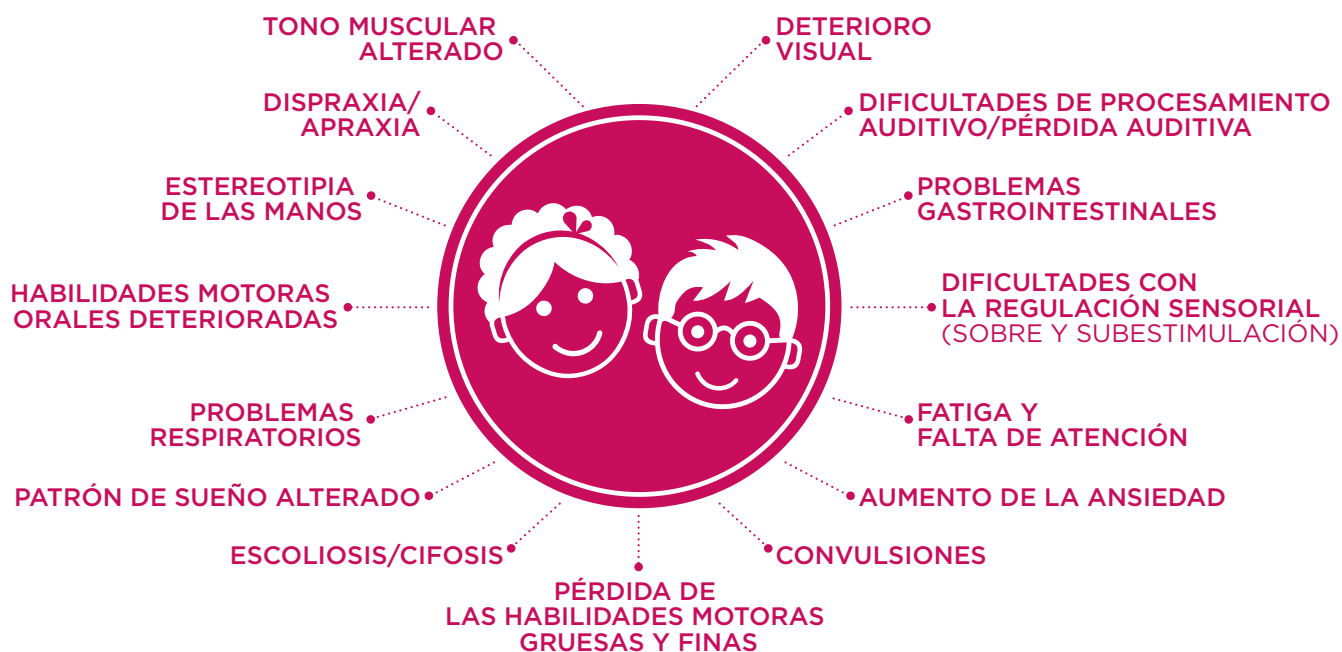 TONO MUSCULAR
ALTERADO
DETERIORO
VISUAL
DISPRAXIA/
APRAXIA
DIFICULTADES DE PROCESAMIENTO
AUDITIVO/PÉRDIDA AUDITIVA
ESTEREOTIPIA
DE LAS MANOS
PROBLEMAS
GASTROINTESTINALES
HABILIDADES MOTORAS
ORALES DETERIORADAS
DIFICULTADES CON
LA REGULACIÓN SENSORIAL
(SOBRE Y SUBESTIMULACIÓN)
PROBLEMAS
RESPIRATORIOS
FATIGA Y
FALTA DE ATENCIÓN
PATRÓN DE SUEÑO ALTERADO
AUMENTO DE LA ANSIEDAD
ESCOLIOSIS/CIFOSIS
CONVULSIONES
PÉRDIDA DE
LAS HABILIDADES MOTORAS
GRUESAS Y FINAS